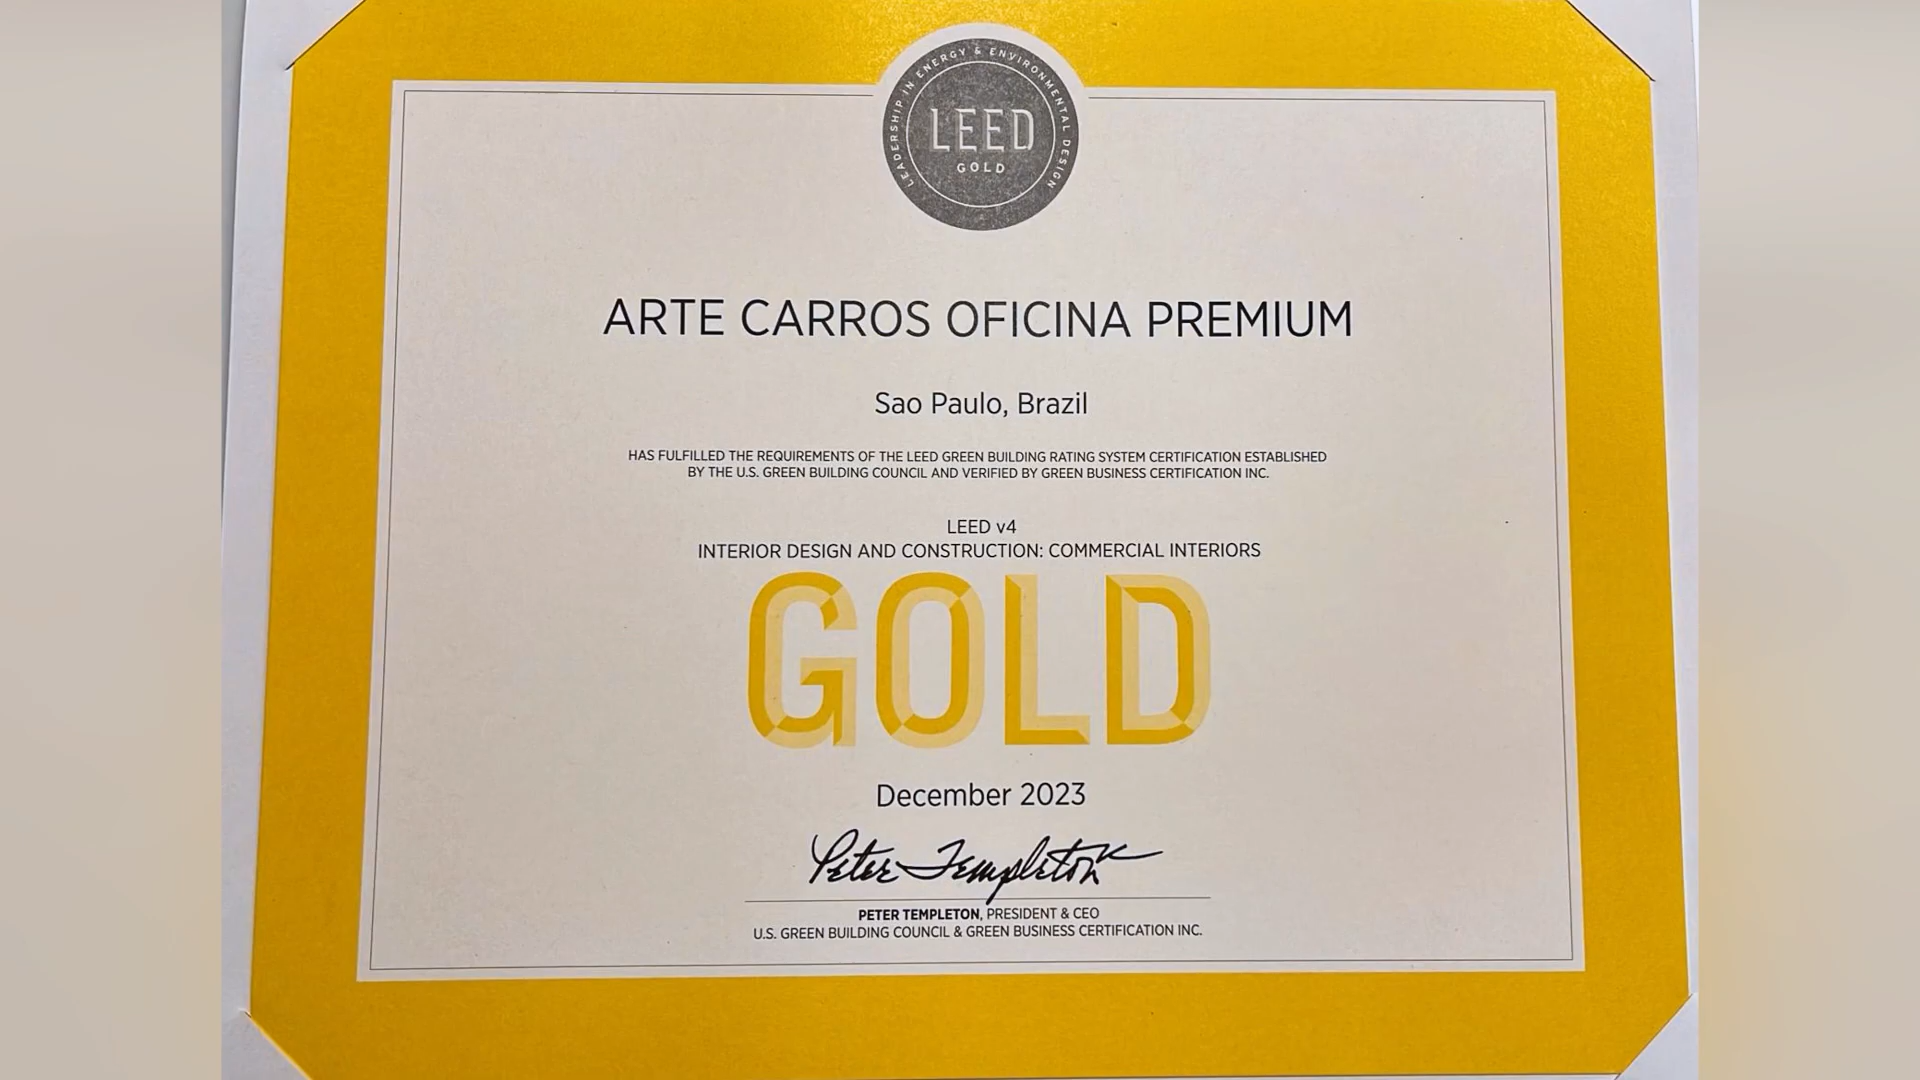 LEADERSHIP IN ENERGY & ENVIRONMENTAL DESIGN
LEED
GOLD
ARTE CARROS OFICINA PREMIUM
Sao Paulo, Brazil
HAS FULFILLED THE REQUIREMENTS OF THE LEED GREEN BUILDING RATING SYSTEM CERTIFICATION ESTABLISHED
BY THE U.S. GREEN BUILDING COUNCIL AND VERIFIED BY GREEN BUSINESS CERTIFICATION INC.
LEED v4
INTERIOR DESIGN AND CONSTRUCTION: COMMERCIAL INTERIORS
GOLD
December 2023
Peter Templeton
PETER TEMPLETON, PRESIDENT & CEO
U.S. GREEN BUILDING COUNCIL & GREEN BUSINESS CERTIFICATION INC.